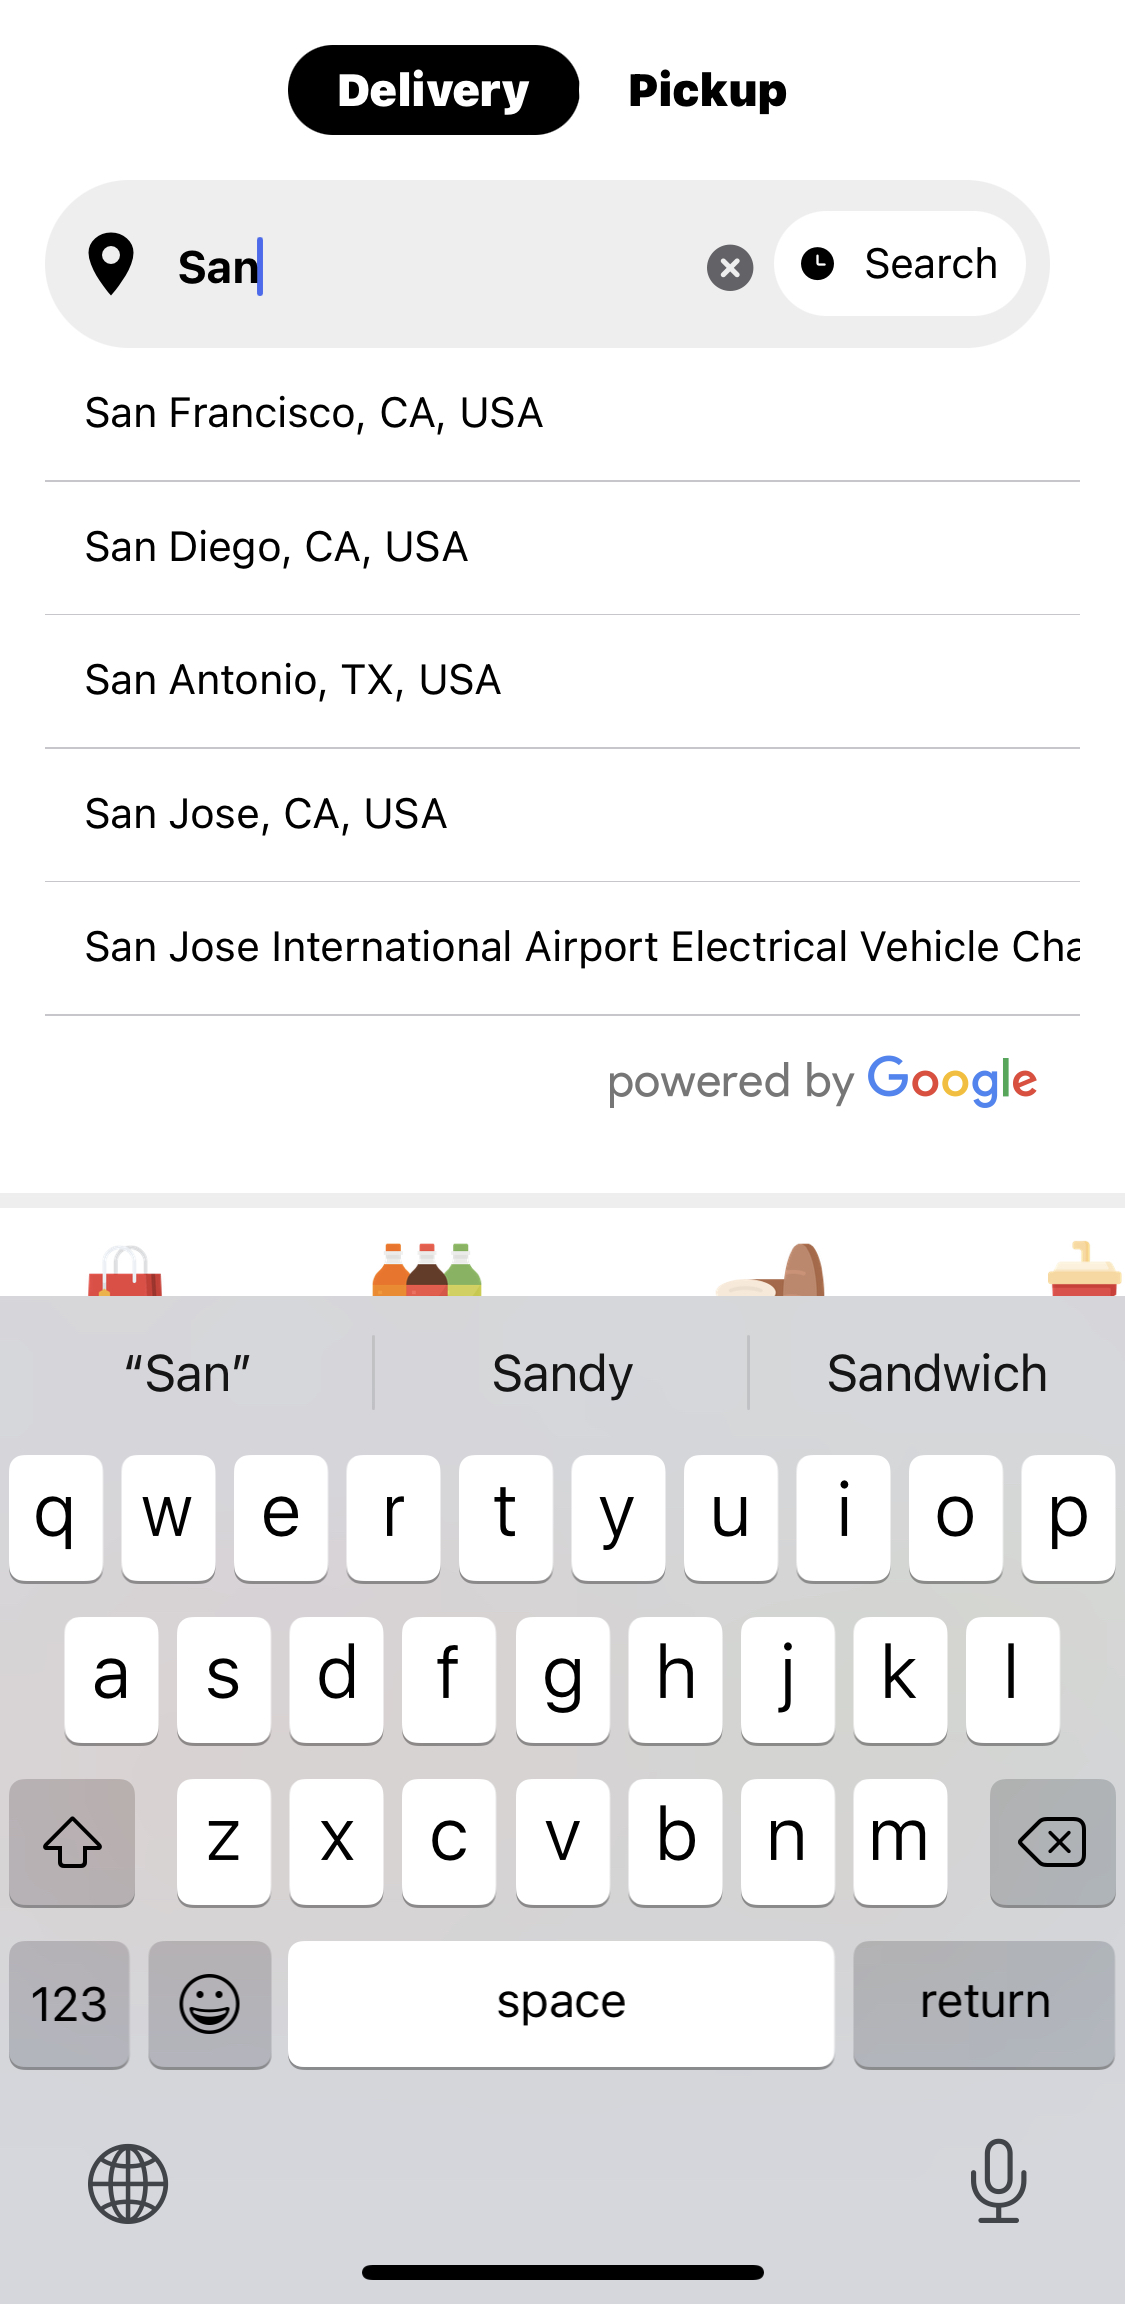 Delivery Pickup
San Search
San Francisco, CA, USA
San Diego, CA, USA
San Antonio, TX, USA
San Jose, CA, USA
San Jose International Airport Electrical Vehicle Cha
powered by Google
“San” Sandy Sandwich
q w e r t y u i o p
a s d f g h j k l
z x c v b n m
123 space return